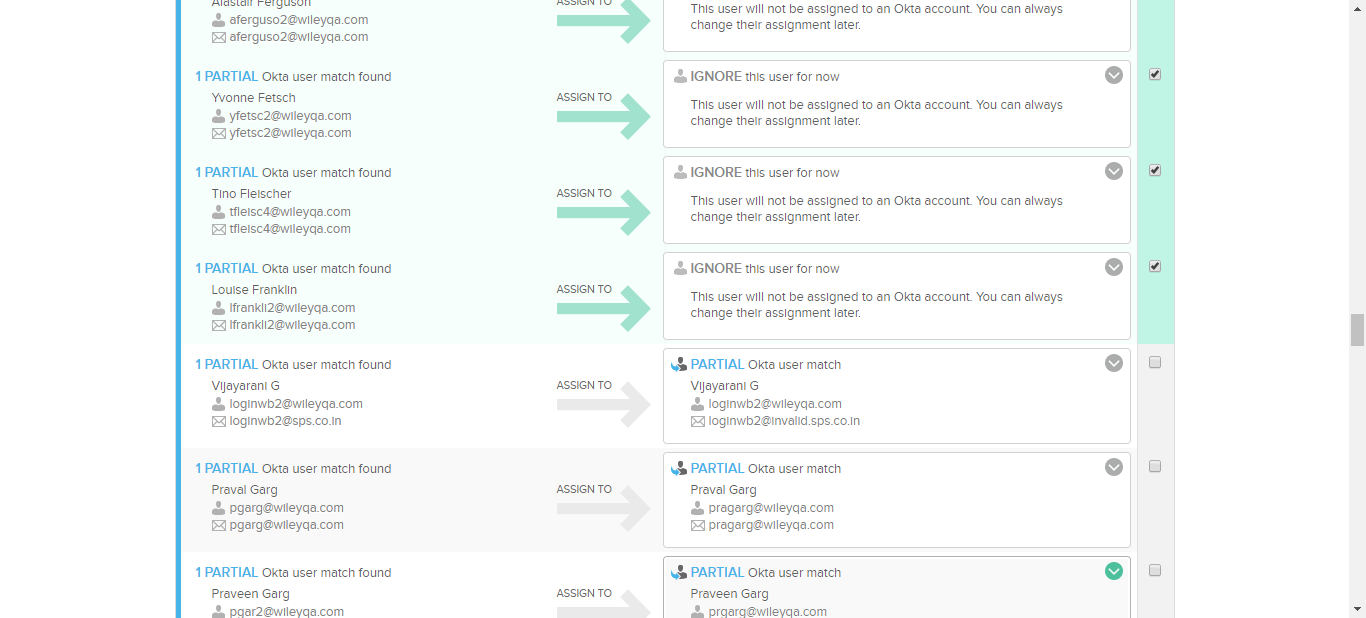 Alastair Ferguson
aferguso2@wileyqa.com
aferguso2@wileyqa.com
ASSIGN TO
This user will not be assigned to an Okta account. You can always
change their assignment later.
1 PARTIAL Okta user match found
Yvonne Fetsch
yfetsc2@wileyqa.com
yfetsc2@wileyqa.com
ASSIGN TO
IGNORE this user for now
This user will not be assigned to an Okta account. You can always
change their assignment later.
1 PARTIAL Okta user match found
Tino Fleischer
tfleisc4@wileyqa.com
tfleisc4@wileyqa.com
ASSIGN TO
IGNORE this user for now
This user will not be assigned to an Okta account. You can always
change their assignment later.
1 PARTIAL Okta user match found
Louise Franklin
lfrankli2@wileyqa.com
lfrankli2@wileyqa.com
ASSIGN TO
IGNORE this user for now
This user will not be assigned to an Okta account. You can always
change their assignment later.
1 PARTIAL Okta user match found
Vijayarani G
loginwb2@wileyqa.com
loginwb2@sps.co.in
ASSIGN TO
PARTIAL Okta user match
Vijayarani G
loginwb2@wileyqa.com
loginwb2@invalid.sps.co.in
1 PARTIAL Okta user match found
Praval Garg
pgarg@wileyqa.com
pgarg@wileyqa.com
ASSIGN TO
PARTIAL Okta user match
Praval Garg
pragarg@wileyqa.com
pragarg@wileyqa.com
1 PARTIAL Okta user match found
Praveen Garg
pgar2@wileyqa.com
ASSIGN TO
PARTIAL Okta user match
Praveen Garg
prgarg@wileyqa.com